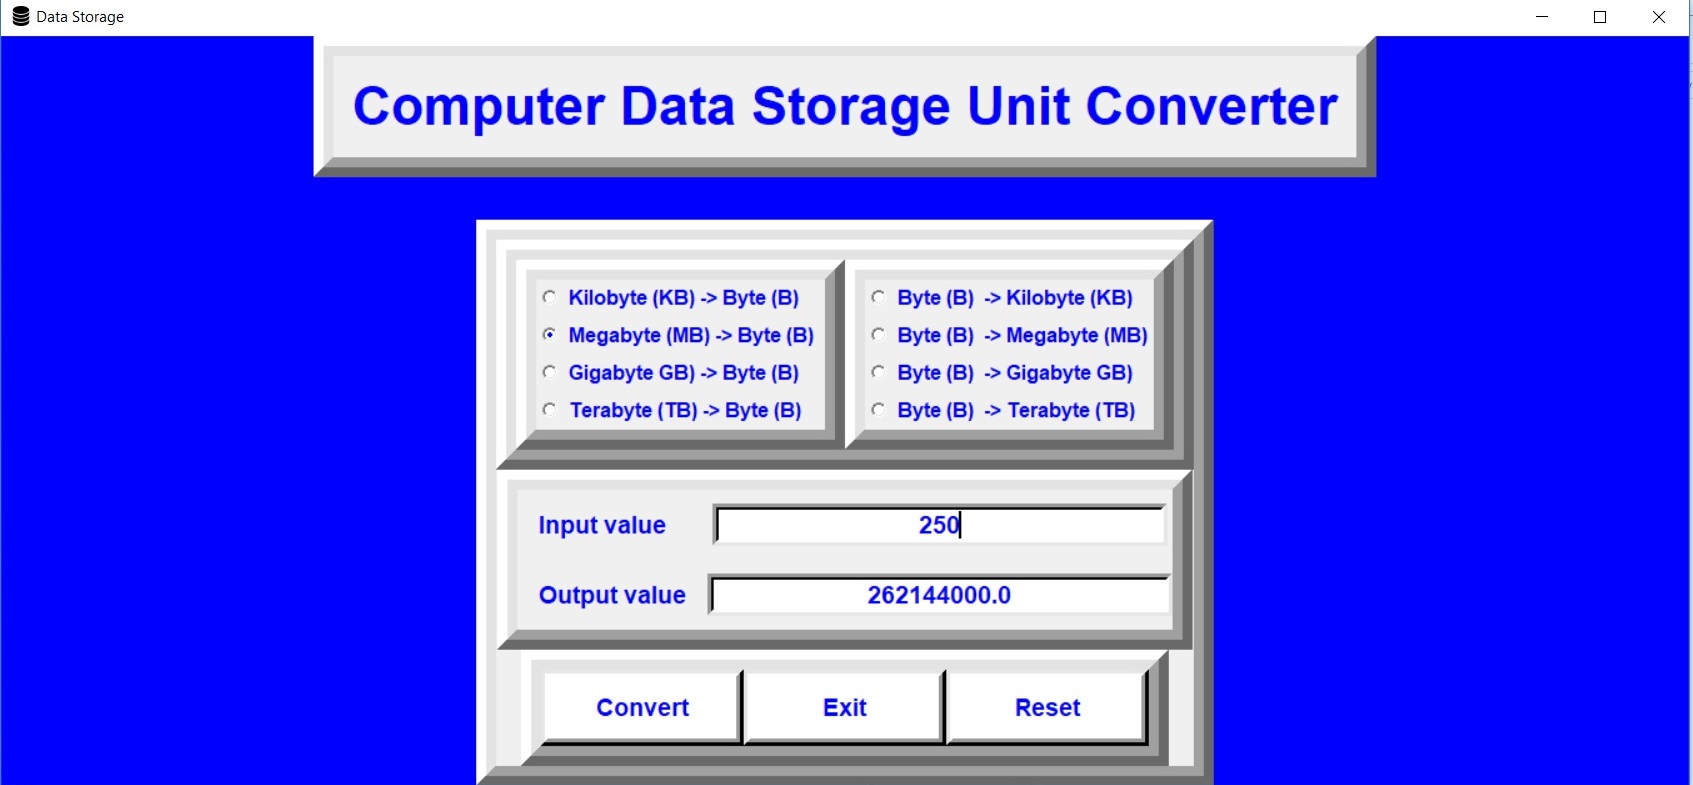 Data Storage
Computer Data Storage Unit Converter
Kilobyte (KB) -> Byte (B)
Megabyte (MB) -> Byte (B)
Gigabyte GB) -> Byte (B)
Terabyte (TB) -> Byte (B)
Byte (B) -> Kilobyte (KB)
Byte (B) -> Megabyte (MB)
Byte (B) -> Gigabyte GB)
Byte (B) -> Terabyte (TB)
Input value 250
Output value 262144000.0
Convert Exit Reset